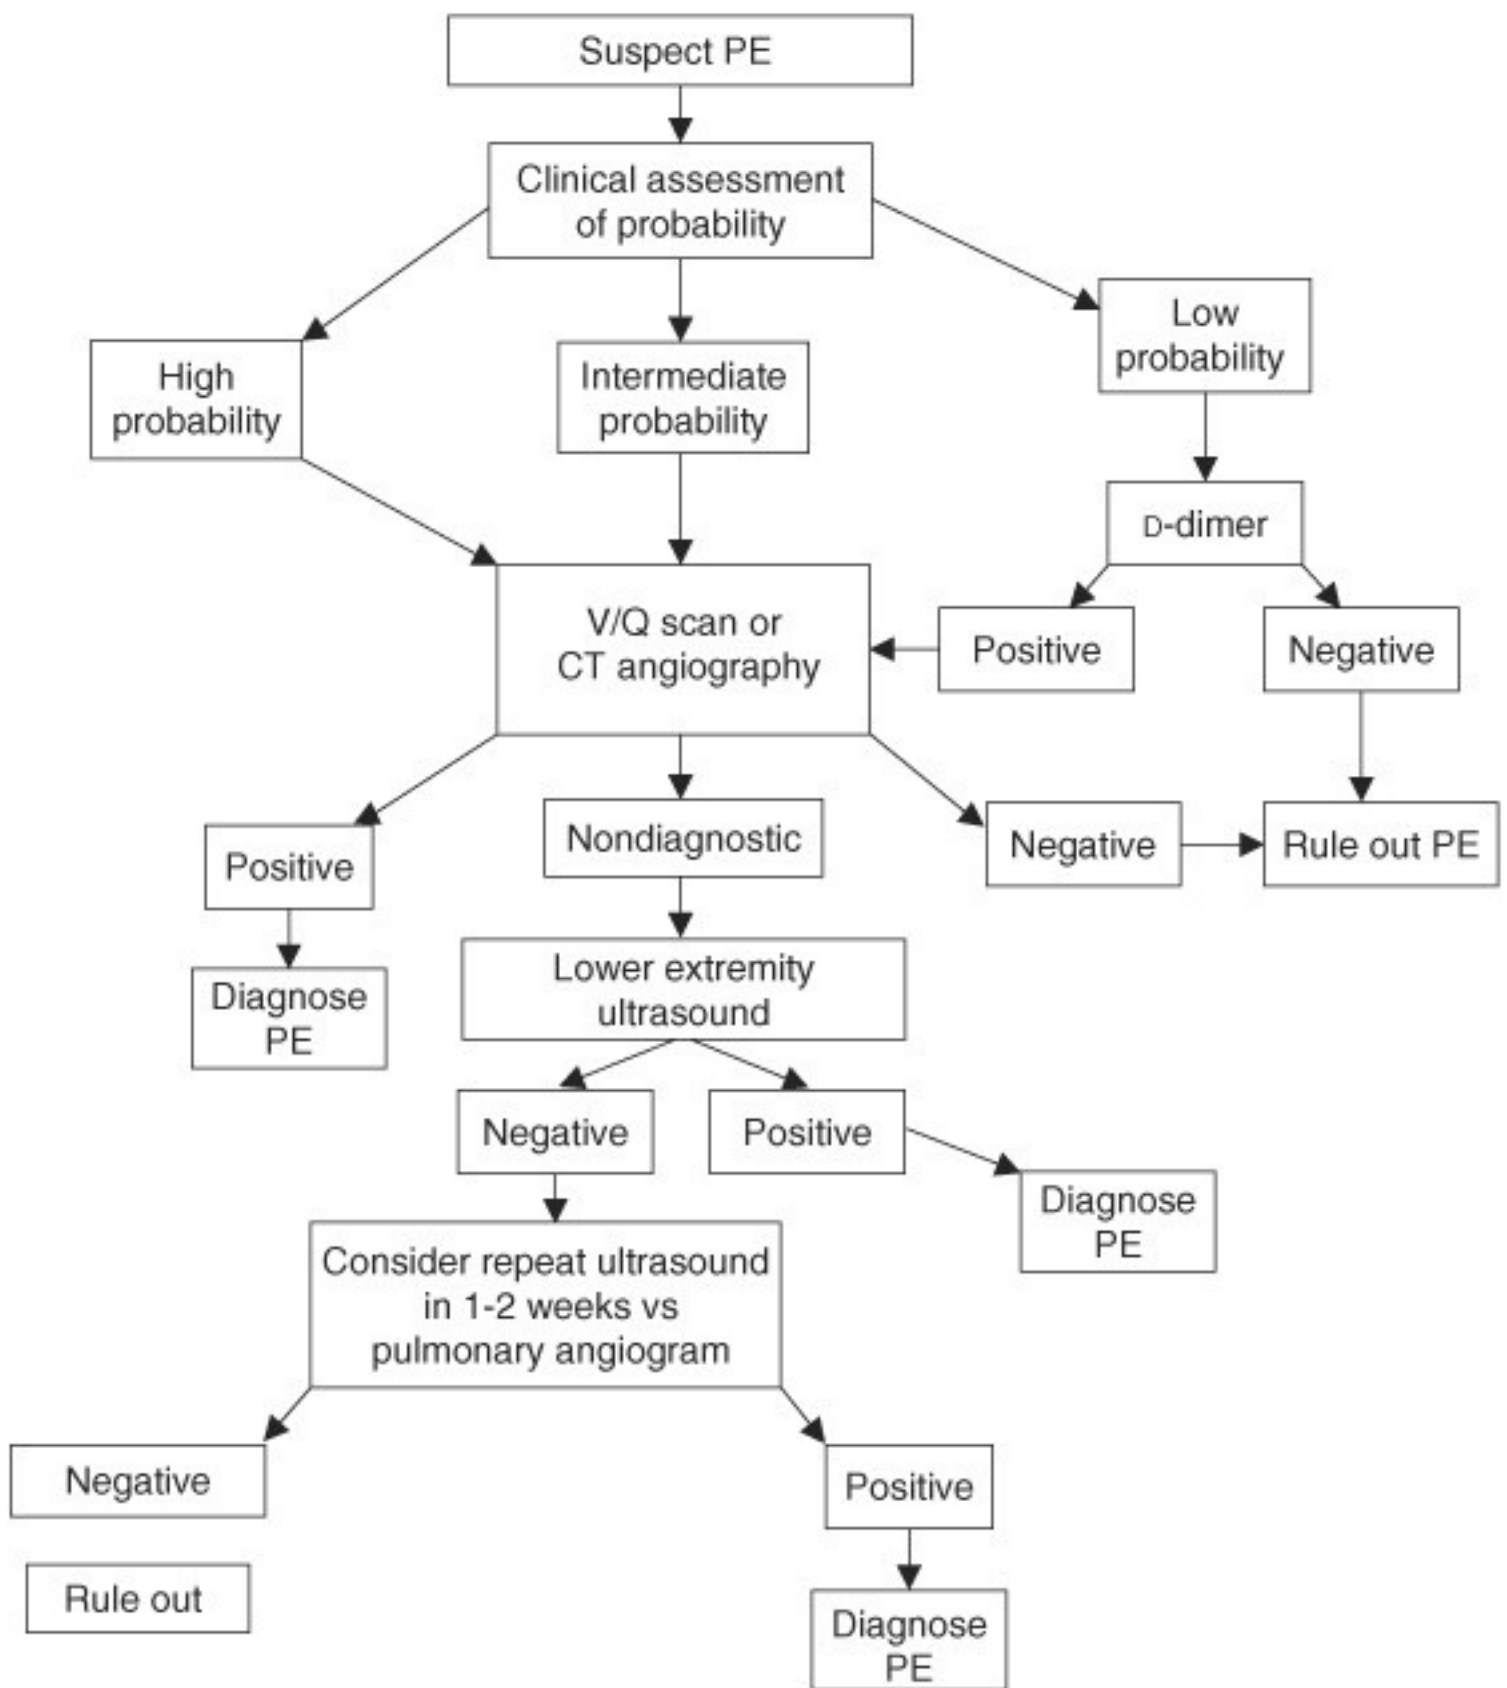 Suspect PE
Clinical assessment
of probability
High
probability
Intermediate
probability
Low
probability
D-dimer
V/Q scan or
CT angiography
Positive
Negative
Positive
Nondiagnostic
Negative
Rule out PE
Diagnose
PE
Lower extremity
ultrasound
Negative
Positive
Diagnose
PE
Consider repeat ultrasound
in 1-2 weeks vs
pulmonary angiogram
Negative
Positive
Rule out
Diagnose
PE